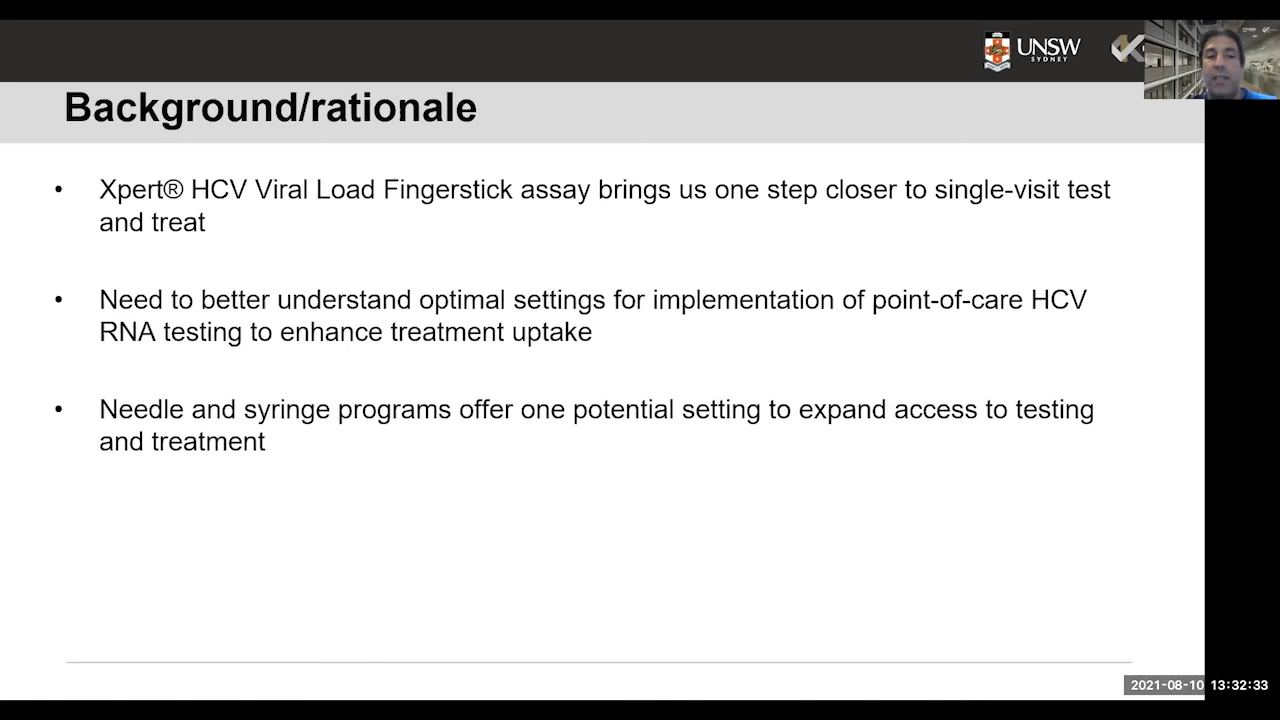 UNSW
SYDNEY
Background/rationale
• Xpert® HCV Viral Load Fingerstick assay brings us one step closer to single-visit test
and treat
• Need to better understand optimal settings for implementation of point-of-care HCV
RNA testing to enhance treatment uptake
• Needle and syringe programs offer one potential setting to expand access to testing
and treatment
2021-08-10 13:32:33